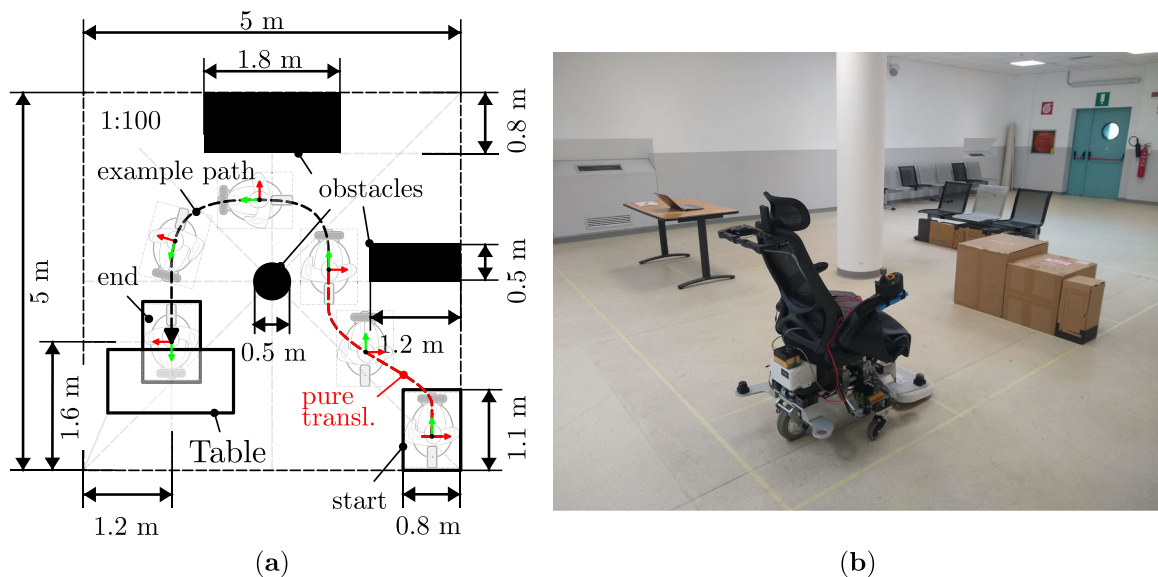 5 m
1.8 m
1:100
0.8 m
example path
obstacles
5 m
end
0.5 m
0.5 m
1.2 m
1.6 m
pure
transl.
1.1 m
Table
start
1.2 m
0.8 m
(a)
(b)